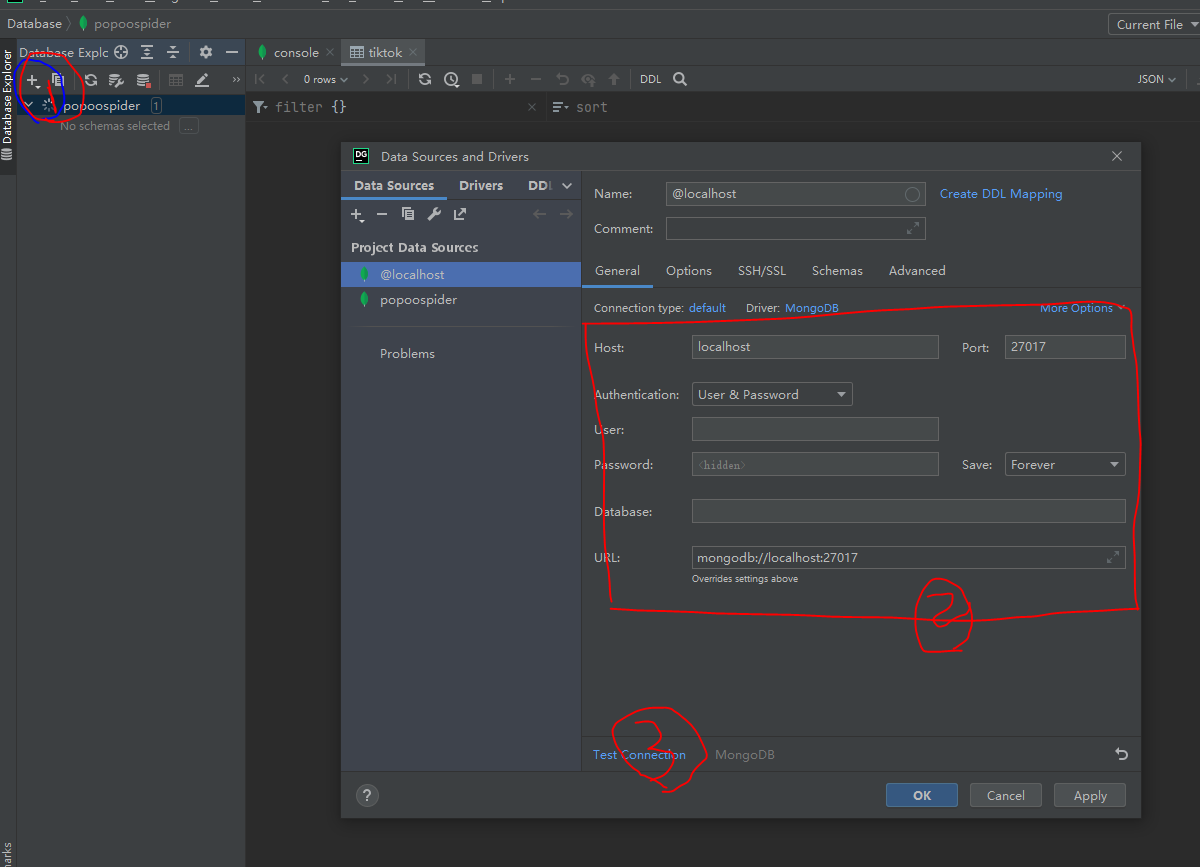 Database popoospider
Current File
Database Explc
console
tiktok
0 rows
DDL
JSON
Database Explorer
popoospider 1
filter {}
sort
No schemas selected ...
1
DG Data Sources and Drivers
Data Sources Drivers DDL
Name: @localhost Create DDL Mapping
Comment:
Project Data Sources
@localhost
popoospider
Problems
General Options SSH/SSL Schemas Advanced
Connection type: default Driver: MongoDB More Options
Host: localhost Port: 27017
Authentication: User & Password
User:
Password: <hidden> Save: Forever
Database:
URL: mongodb://localhost:27017
Overrides settings above
2
3
Test Connection MongoDB
?
OK Cancel Apply
marks